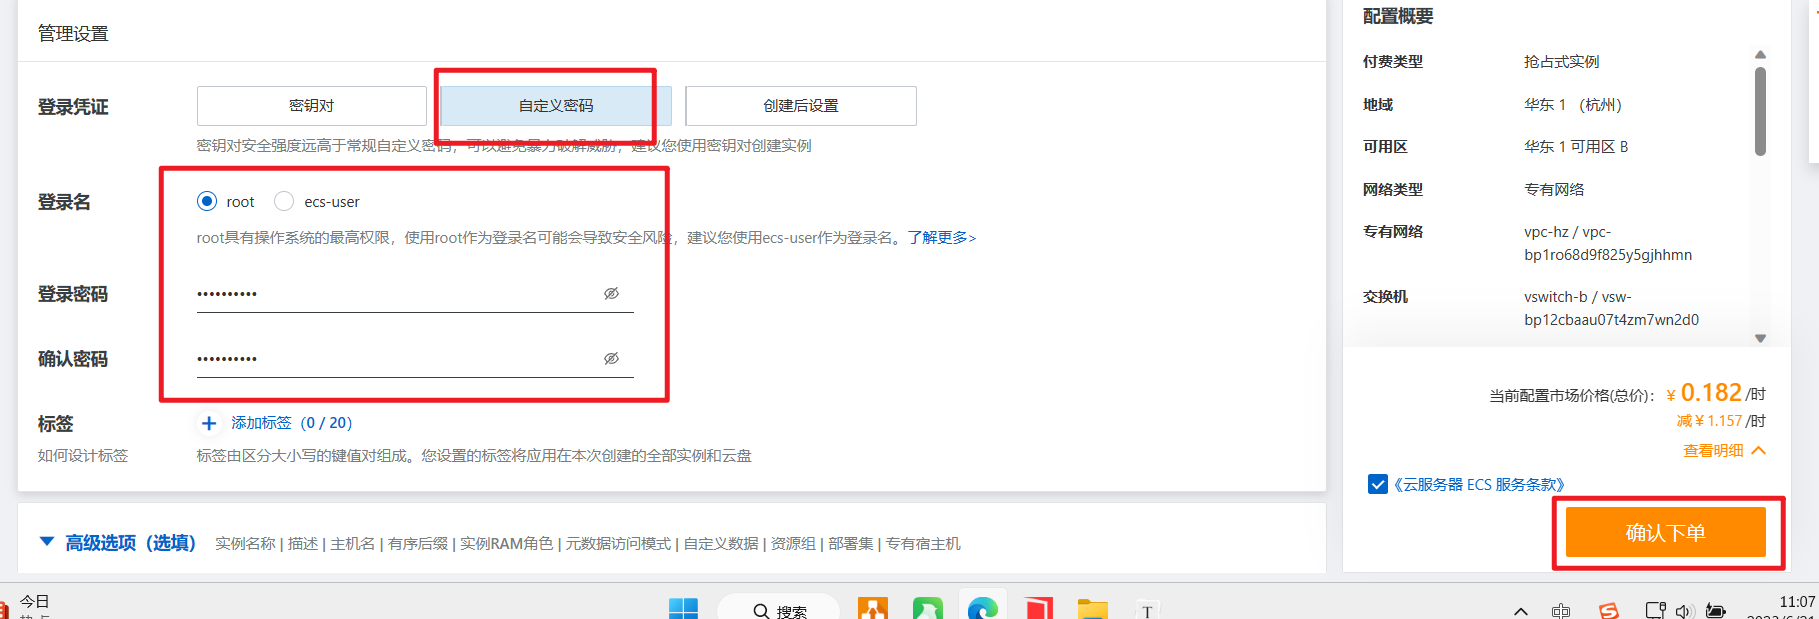 管理设置
登录凭证
密钥对
自定义密码
创建后设置
密钥对安全强度远高于常规自定义密码，可以避免暴力破解威胁，建议您使用密钥对创建实例
登录名
root
ecs-user
root具有操作系统的最高权限，使用root作为登录名可能会导致安全风险，建议您使用ecs-user作为登录名。了解更多>
登录密码
••••••••••
确认密码
••••••••••
标签
+ 添加标签（0 / 20）
如何设计标签
标签由区分大小写的键值对组成。您设置的标签将应用在本次创建的全部实例和云盘
高级选项（选填）
实例名称 | 描述 | 主机名 | 有序后缀 | 实例RAM角色 | 元数据访问模式 | 自定义数据 | 资源组 | 部署集 | 专有宿主机
配置概要
付费类型 抢占式实例
地域 华东 1 （杭州）
可用区 华东 1 可用区 B
网络类型 专有网络
专有网络 vpc-hz / vpc-
bp1ro68d9f825y5gjhhmn
交换机 vswitch-b / vsw-
bp12cbaau07t4zm7wn2d0
当前配置市场价格(总价)： ¥ 0.182 /时
减 ¥ 1.157 /时
查看明细
《云服务器 ECS 服务条款》
确认下单
今日
搜索
T
中
11:07